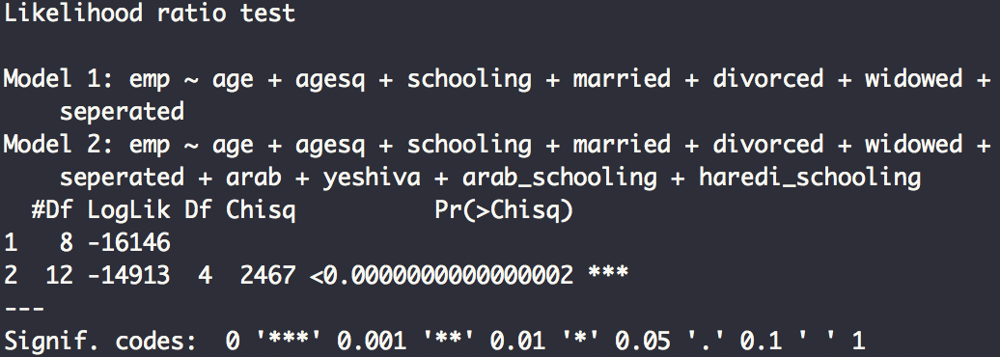 Likelihood ratio test
Model 1: emp ~ age + agesq + schooling + married + divorced + widowed +
    seperated
Model 2: emp ~ age + agesq + schooling + married + divorced + widowed +
    seperated + arab + yeshiva + arab_schooling + haredi_schooling
  #Df LogLik Df Chisq          Pr(>Chisq)
1   8 -16146
2  12 -14913  4  2467 <0.0000000000000002 ***
---
Signif. codes:  0 '***' 0.001 '**' 0.01 '*' 0.05 '.' 0.1 ' ' 1